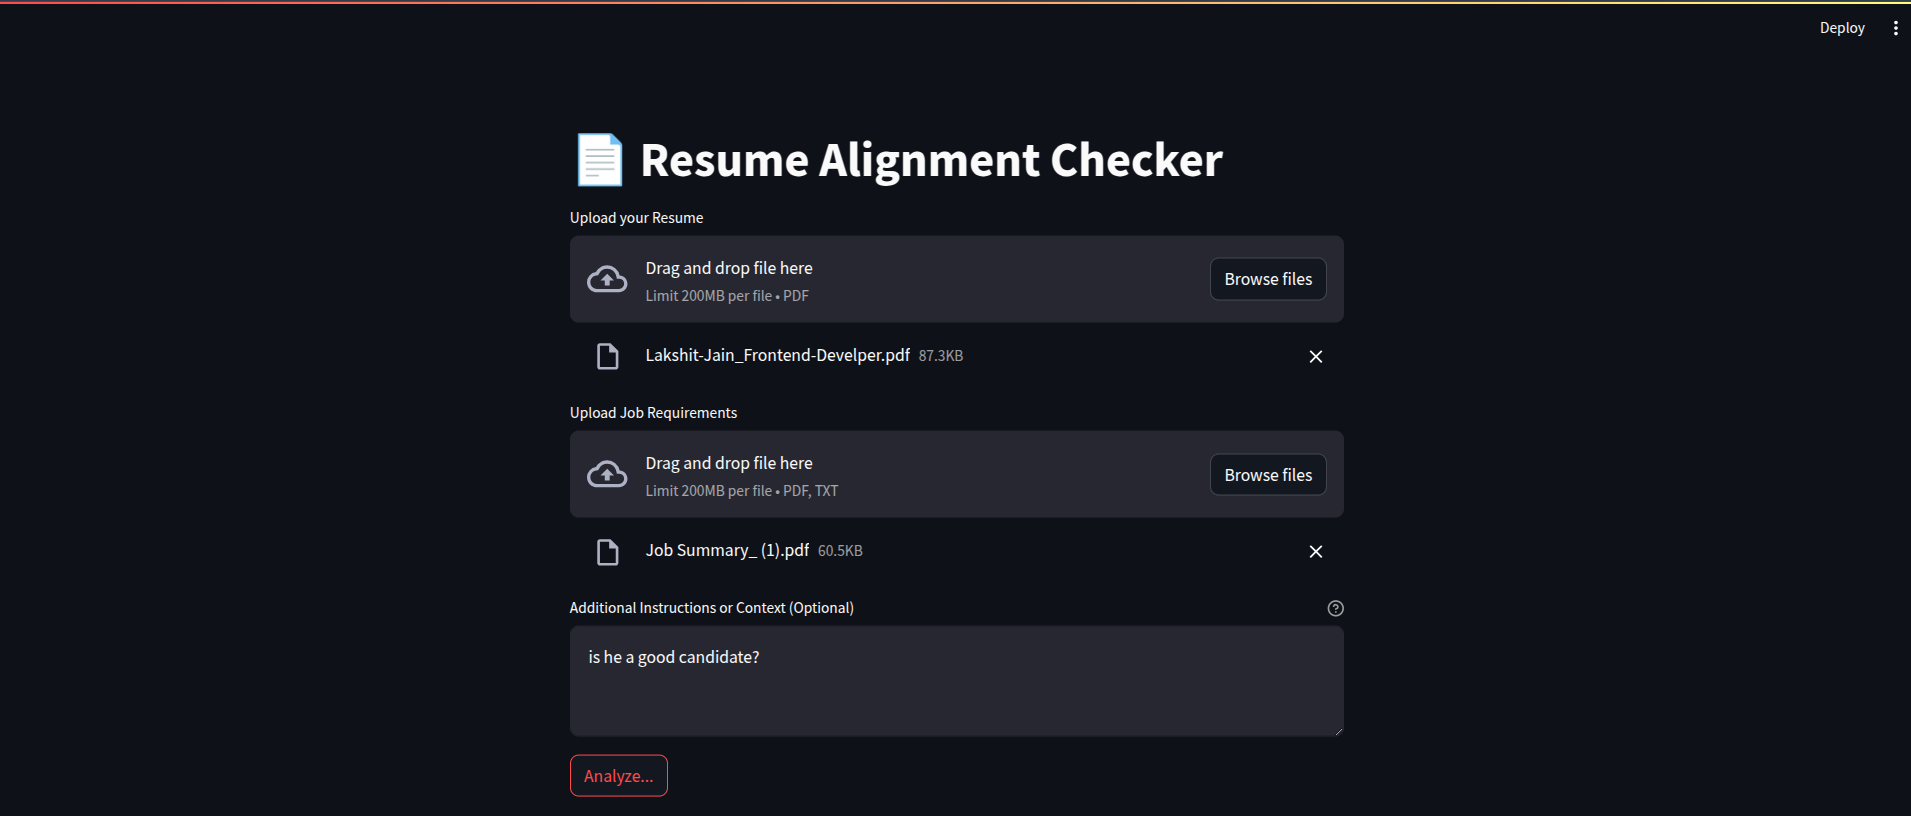 Deploy
Resume Alignment Checker
Upload your Resume
Drag and drop file here
Browse files
Limit 200MB per file • PDF
Lakshit-Jain_Frontend-Develper.pdf 87.3KB
Upload Job Requirements
Drag and drop file here
Browse files
Limit 200MB per file • PDF, TXT
Job Summary_ (1).pdf 60.5KB
Additional Instructions or Context (Optional)
is he a good candidate?
Analyze...